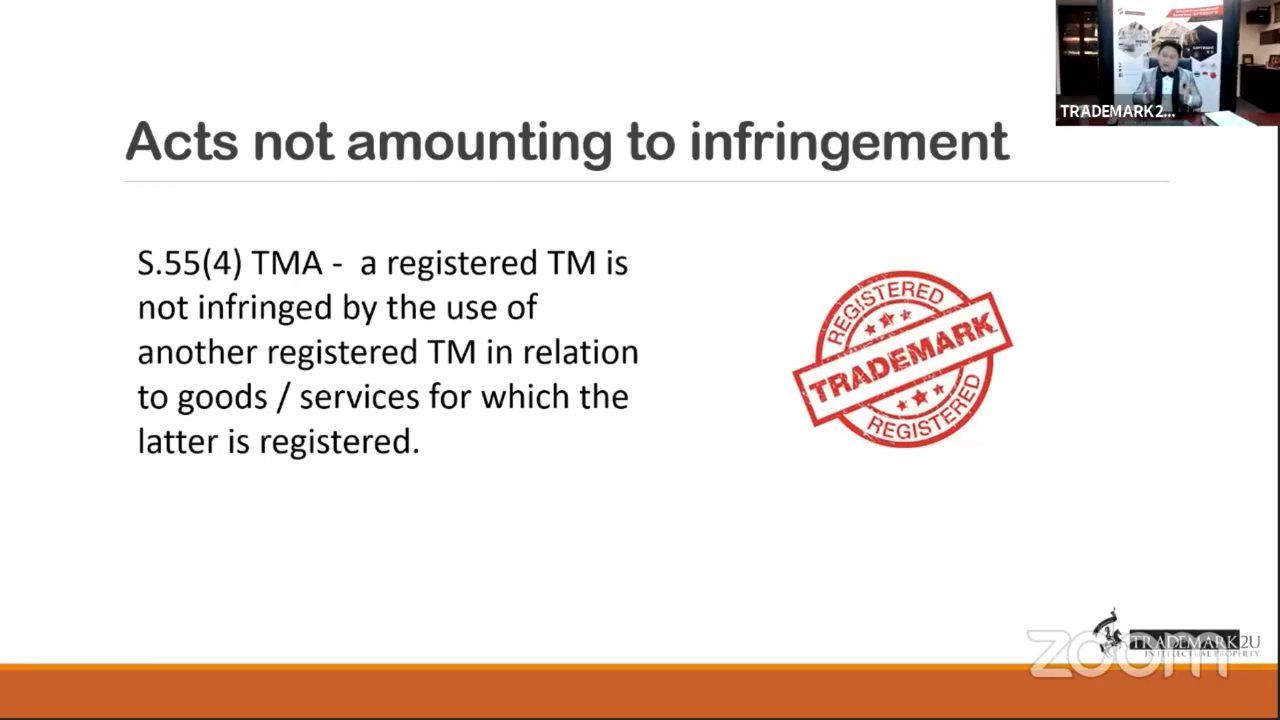 TRADEMARK 2...
Acts not amounting to infringement
S.55(4) TMA - a registered TM is
not infringed by the use of
another registered TM in relation
to goods / services for which the
latter is registered.
REGISTERED
TRADEMARK
REGISTERED
TRADEMARK2U
INTELLECTUAL PROPERTY
zoom